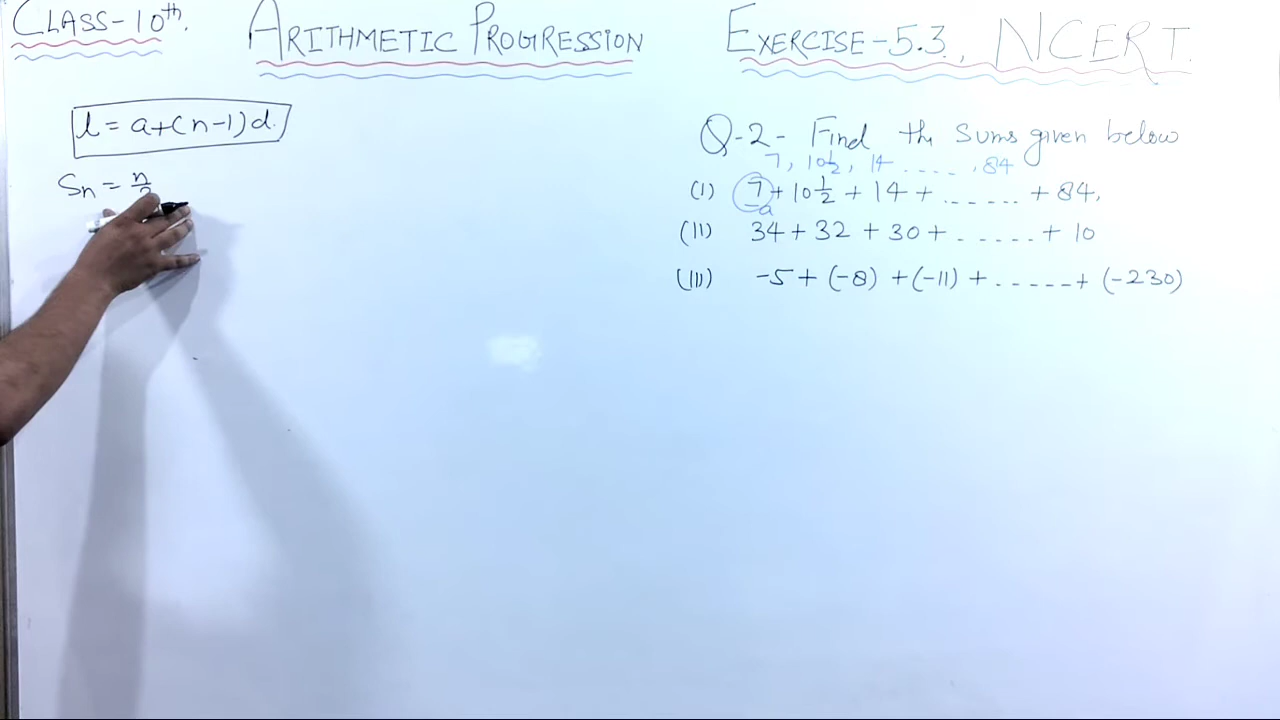 CLASS-10th.
ARITHMETIC PROGRESSION
EXERCISE-5.3, NCERT.
l = a+(n-1)d.
Sn = n/2
Q-2- Find the Sums given below
7, 10½, 14 ....., 84
(I) 7 + 10½ + 14 + ...... + 84,
a
(II) 34 + 32 + 30 + ...... + 10
(III) -5 + (-8) + (-11) + ...... + (-230)